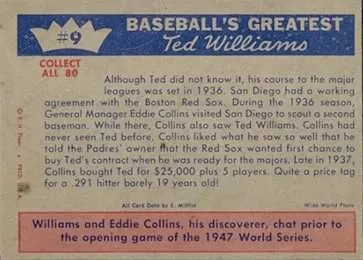 #9
BASEBALL'S GREATEST
Ted Williams
COLLECT
ALL 80
Although Ted did not know it, his course to the major
leagues was set in 1936. San Diego had a working
agreement with the Boston Red Sox. During the 1936 season,
General Manager Eddie Collins visited San Diego to scout a second
baseman. While there, Collins also saw Ted Williams. Collins had
never seen Ted before. Collins liked what he saw so well that he
told the Padres' owner that the Red Sox wanted first chance to
buy Ted's contract when he was ready for the majors. Late in 1937,
Collins bought Ted for $25,000 plus 5 players. Quite a price tag
for a .291 hitter barely 19 years old!
All Card Data by E. Mifflin
Wide World Photo
Williams and Eddie Collins, his discoverer, chat prior to
the opening game of the 1947 World Series.
© F. H. Fleer • PRTD. U.S.A.